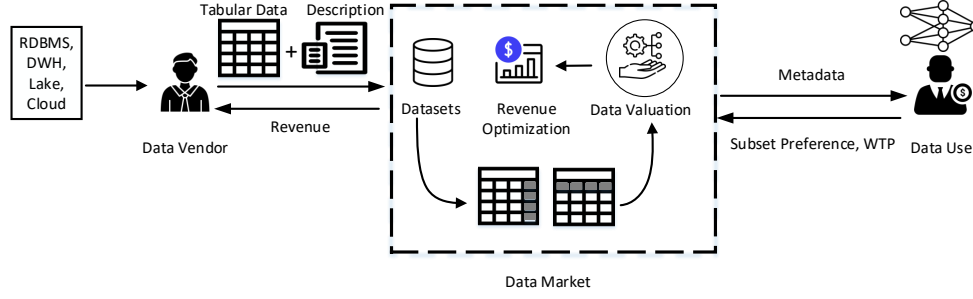 Tabular Data
Description
RDBMS,
DWH,
Lake,
Cloud
+
$
Datasets
Revenue
Optimization
Data Valuation
Metadata
$
Revenue
Data Vendor
Subset Preference, WTP
Data Use
Data Market